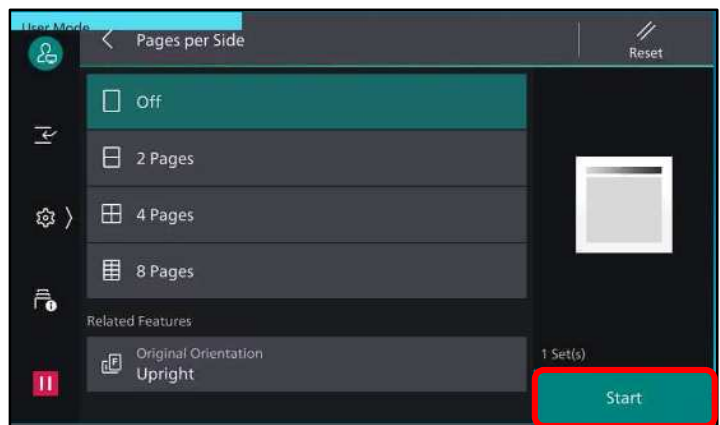 User Mode
Pages per Side
Reset
Off
2 Pages
4 Pages
8 Pages
Related Features
Original Orientation
Upright
1 Set(s)
Start